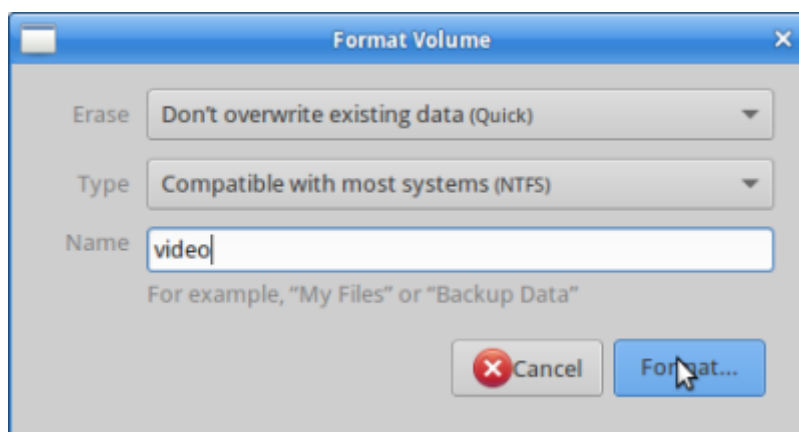 Format Volume
Erase Don't overwrite existing data (Quick)
Type Compatible with most systems (NTFS)
Name video
For example, “My Files” or “Backup Data”
Cancel Format...